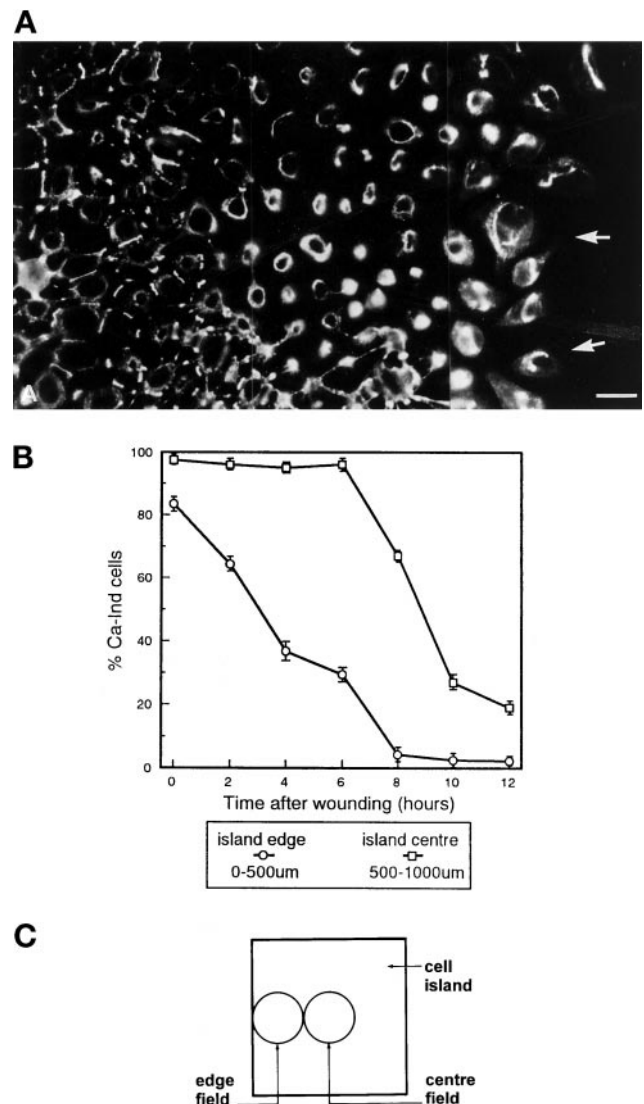 A
A
B
100
80
60
40
20
0
% Ca-Ind cells
0 2 4 6 8 10 12
Time after wounding (hours)
island edge island centre
0-500um 500-1000um
C
cell
island
edge centre
field field